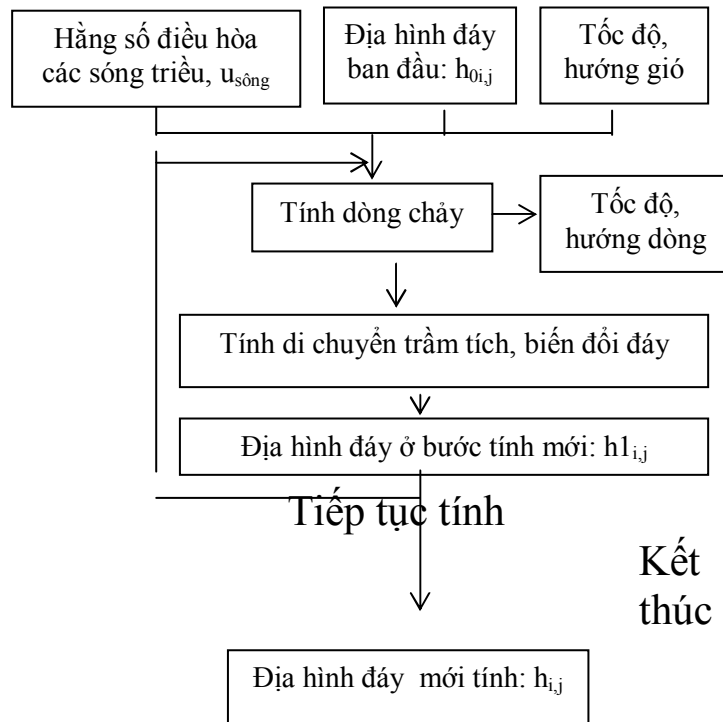 Hằng số điều hòa
các sóng triều, usông
Địa hình đáy
ban đầu: h0i,j
Tốc độ,
hướng gió
Tính dòng chảy
Tốc độ,
hướng dòng
Tính di chuyển trầm tích, biến đổi đáy
Địa hình đáy ở bước tính mới: h1i,j
Tiếp tục tính
Kết
thúc
Địa hình đáy mới tính: hi,j